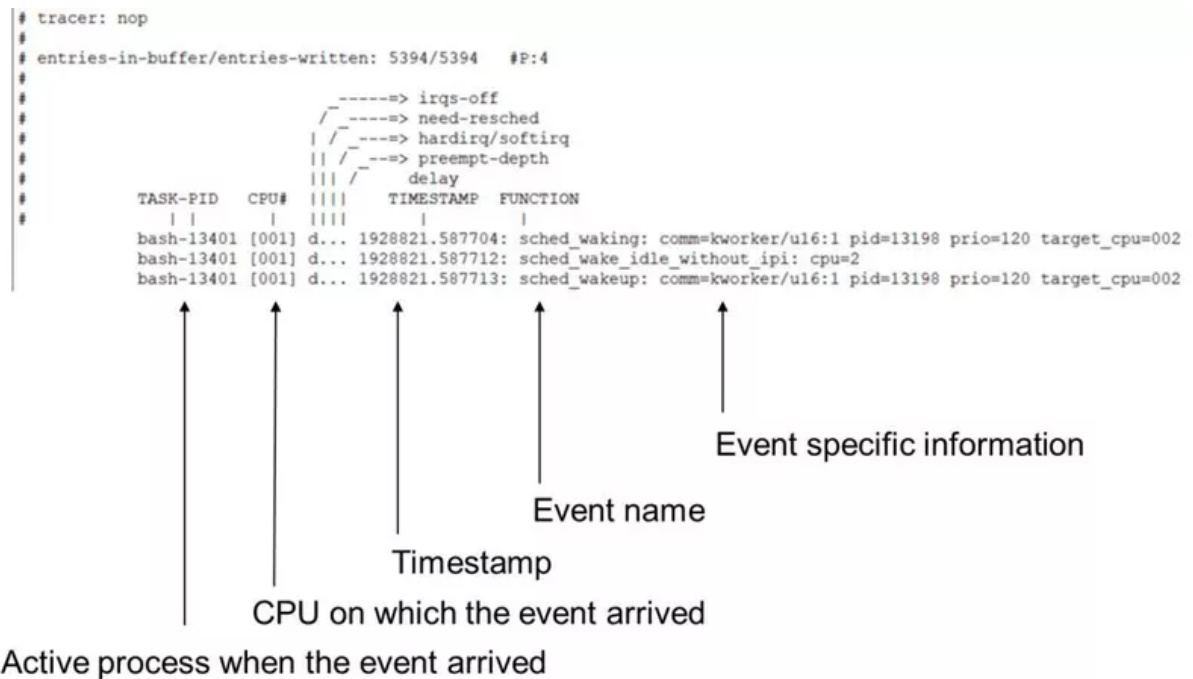 # tracer: nop
#
# entries-in-buffer/entries-written: 5394/5394   #P:4
#
#                              _-----=> irqs-off
#                             / _----=> need-resched
#                            | / _---=> hardirq/softirq
#                            || / _--=> preempt-depth
#                            ||| /     delay
#           TASK-PID   CPU#  ||||    TIMESTAMP  FUNCTION
#              | |       |   ||||       |         |
            bash-13401 [001] d... 1928821.587704: sched_waking: comm=kworker/u16:1 pid=13198 prio=120 target_cpu=002
            bash-13401 [001] d... 1928821.587712: sched_wake_idle_without_ipi: cpu=2
            bash-13401 [001] d... 1928821.587713: sched_wakeup: comm=kworker/u16:1 pid=13198 prio=120 target_cpu=002
Event specific information
Event name
Timestamp
CPU on which the event arrived
Active process when the event arrived